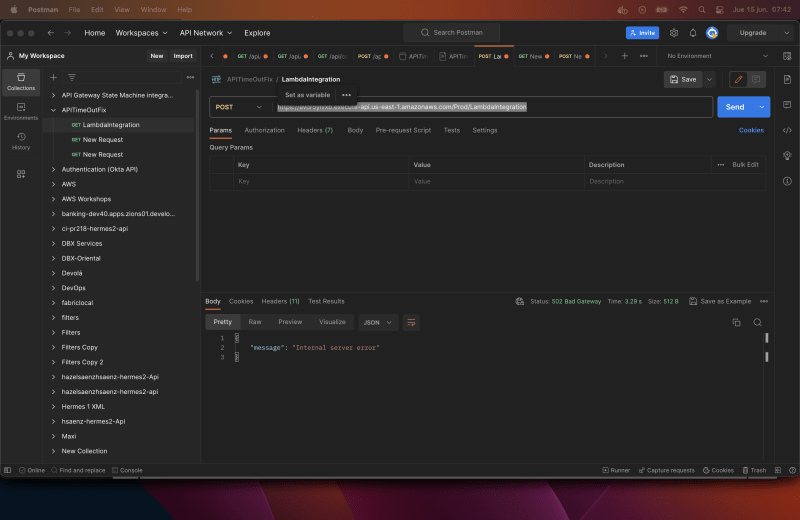 Postman File Edit View Window Help Jue 15 jun. 07:42
Home Workspaces API Network Explore Search Postman Invite Upgrade
My Workspace New Import
GET /api. GET /api. GET /api/ POST /ap APITim APITim POST La New POST Ne No Environment
Collections
Environments
History
API Gateway State Machine integra...
APITimeOutFix
GET LambdaIntegration
GET New Request
GET New Request
Authentication (Okta API)
AWS
AWS Workshops
banking-dev40.apps.zions01.develo...
ci-pr218-hermes2-api
DBX Services
DBX-Oriental
Devolá
DevOps
fabriclocal
filters
Filters
Filters Copy
Filters Copy 2
hazelsaenzhsaenz-hermes2-Api
hazelsaenzhsaenz-hermes2-api
Hermes 1 XML
hsaenz-hermes2-Api
Maxi
New Collection
APITimeOutFix / LambdaIntegration
Save
Set as variable
POST
.us-east-1.amazonaws.com/Prod/LambdaIntegration
Send
Params Authorization Headers (7) Body Pre-request Script Tests Settings Cookies
Query Params
Key Value Description Bulk Edit
Key Value Description
Body Cookies Headers (11) Test Results Status: 502 Bad Gateway Time: 3.29 s Size: 512 B Save as Example
Pretty Raw Preview Visualize JSON
1 {
2 "message": "Internal server error"
3 }
Online Find and replace Console Runner Capture requests Cookies Trash